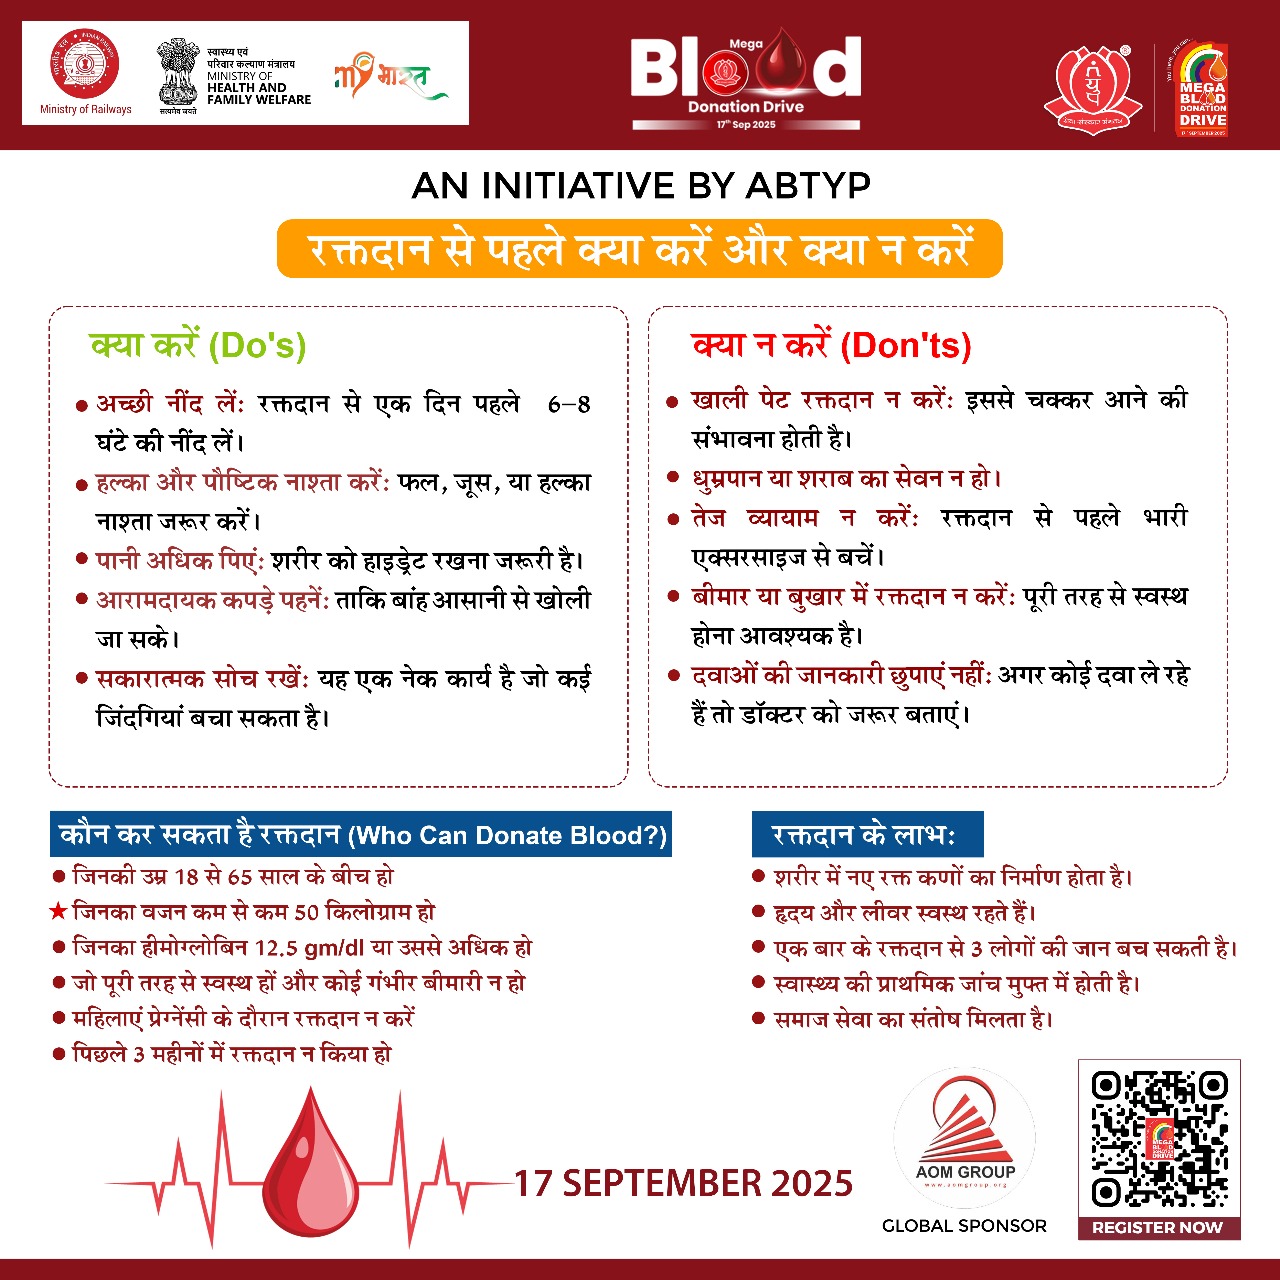 Ministry of Railways
स्वास्थ्य एवं
परिवार कल्याण मंत्रालय
MINISTRY OF
HEALTH AND
FAMILY WELFARE
सत्यमेव जयते
my भारत
Mega
Blood
Donation Drive
17th Sep 2025
MEGA
BLOOD
DONATION
DRIVE
17 SEPTEMBER 2025
AN INITIATIVE BY ABTYP
रक्तदान से पहले क्या करें और क्या न करें
क्या करें (Do's)
अच्छी नींद लें: रक्तदान से एक दिन पहले 6–8
घंटे की नींद लें।
हल्का और पौष्टिक नाश्ता करें: फल, जूस, या हल्का
नाश्ता जरूर करें।
पानी अधिक पिएं: शरीर को हाइड्रेट रखना जरूरी है।
आरामदायक कपड़े पहनें: ताकि बांह आसानी से खोली
जा सके।
सकारात्मक सोच रखें: यह एक नेक कार्य है जो कई
जिंदगियां बचा सकता है।
क्या न करें (Don'ts)
खाली पेट रक्तदान न करें: इससे चक्कर आने की
संभावना होती है।
धुम्रपान या शराब का सेवन न हो।
तेज व्यायाम न करें: रक्तदान से पहले भारी
एक्सरसाइज से बचें।
बीमार या बुखार में रक्तदान न करें: पूरी तरह से स्वस्थ
होना आवश्यक है।
दवाओं की जानकारी छुपाएं नहीं: अगर कोई दवा ले रहे
हैं तो डॉक्टर को जरूर बताएं।
कौन कर सकता है रक्तदान (Who Can Donate Blood?)
जिनकी उम्र 18 से 65 साल के बीच हो
जिनका वजन कम से कम 50 किलोग्राम हो
जिनका हीमोग्लोबिन 12.5 gm/dl या उससे अधिक हो
जो पूरी तरह से स्वस्थ हों और कोई गंभीर बीमारी न हो
महिलाएं प्रेग्नेंसी के दौरान रक्तदान न करें
पिछले 3 महीनों में रक्तदान न किया हो
रक्तदान के लाभ:
शरीर में नए रक्त कणों का निर्माण होता है।
हृदय और लीवर स्वस्थ रहते हैं।
एक बार के रक्तदान से 3 लोगों की जान बच सकती है।
स्वास्थ्य की प्राथमिक जांच मुफ्त में होती है।
समाज सेवा का संतोष मिलता है।
17 SEPTEMBER 2025
AOM GROUP
www.aomgroup.org
GLOBAL SPONSOR
MEGA
BLOOD
DONATION
DRIVE
REGISTER NOW